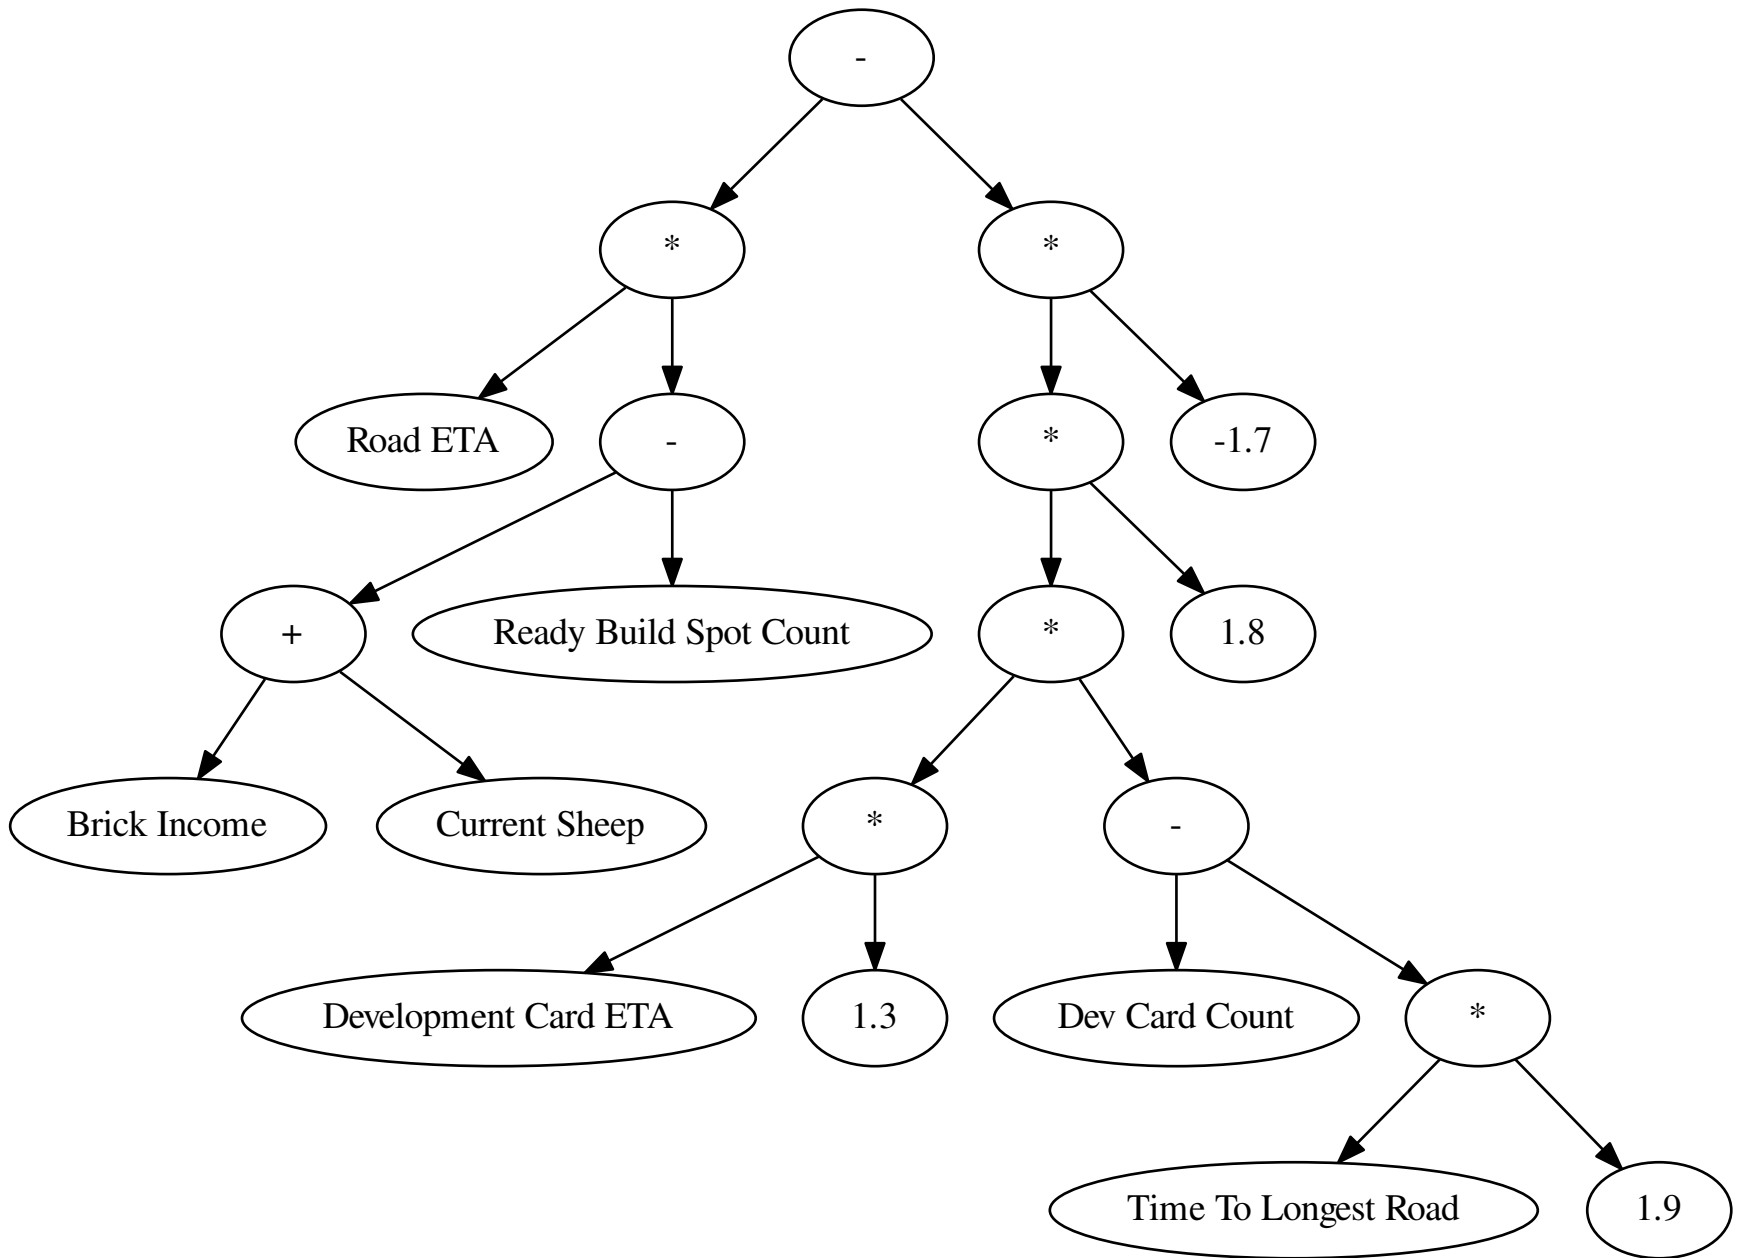 -
*
*
Road ETA
-
*
-1.7
+
Ready Build Spot Count
*
1.8
Brick Income
Current Sheep
*
-
Development Card ETA
1.3
Dev Card Count
*
Time To Longest Road
1.9